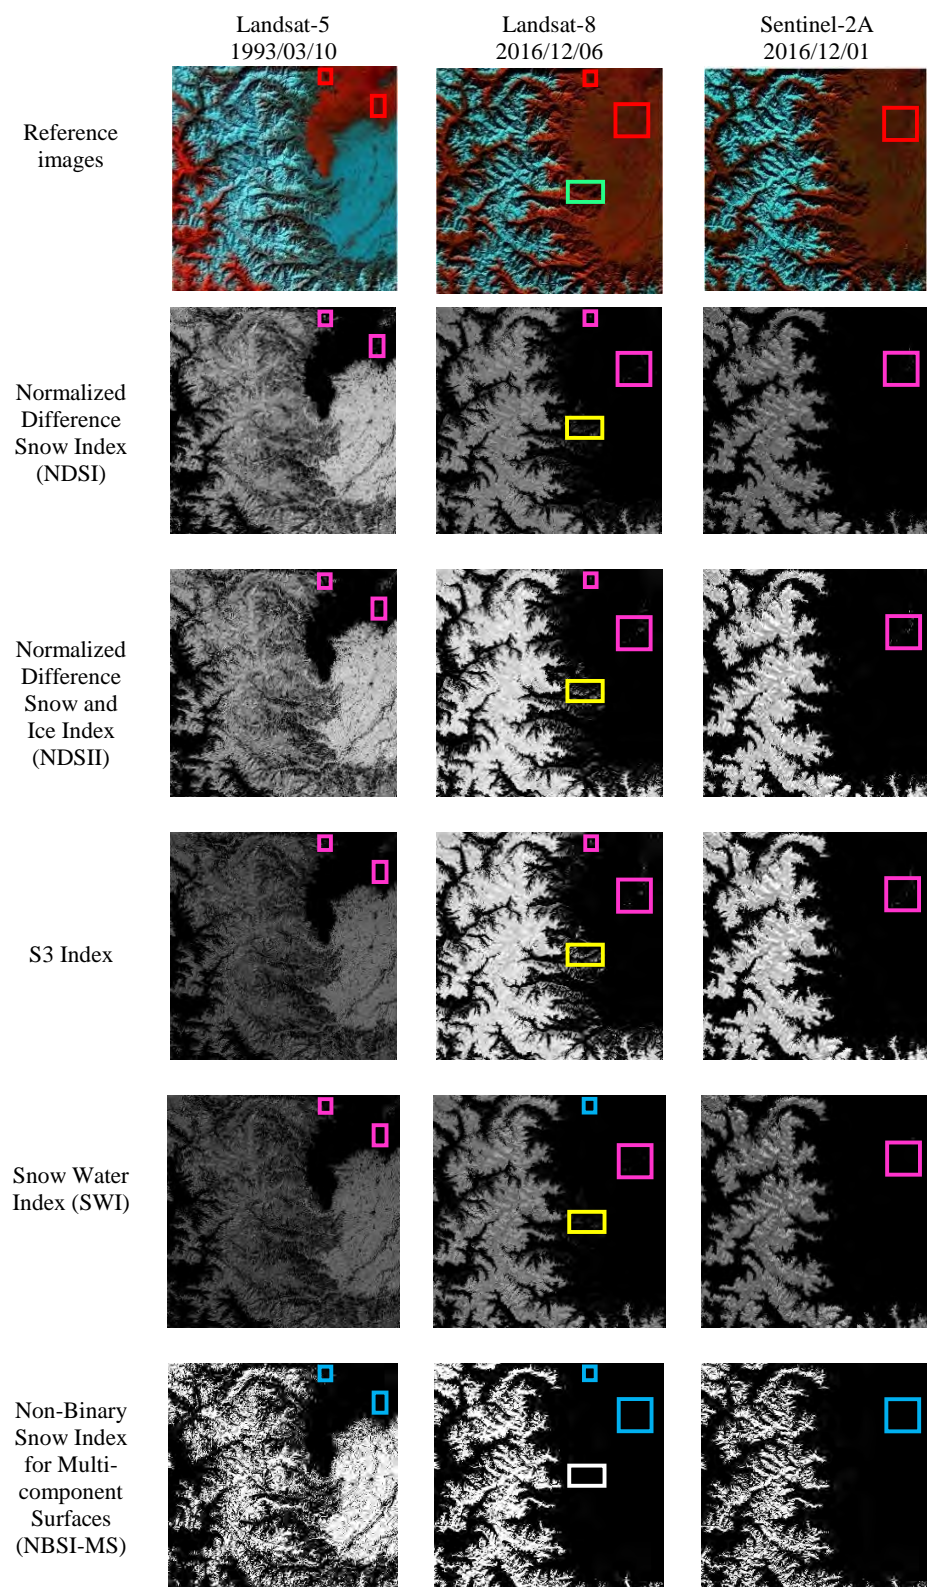 Landsat-5
1993/03/10
Landsat-8
2016/12/06
Sentinel-2A
2016/12/01
Reference
images
Normalized
Difference
Snow Index
(NDSI)
Normalized
Difference
Snow and
Ice Index
(NDSII)
S3 Index
Snow Water
Index (SWI)
Non-Binary
Snow Index
for Multi-
component
Surfaces
(NBSI-MS)